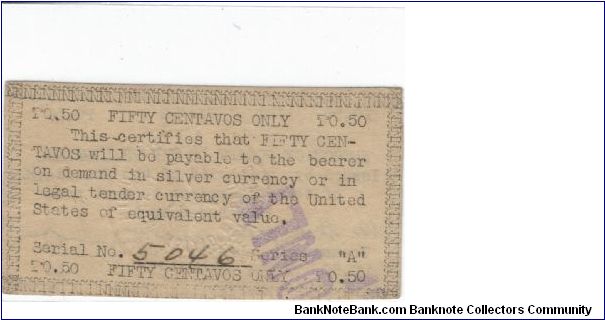 ₱0.50 FIFTY CENTAVOS ONLY ₱0.50
This certifies that FIFTY CEN-
TAVOS will be payable to the bearer
on demand in silver currency or in
legal tender currency of the United
States of equivalent value.
Serial No. 5046 Series "A"
₱0.50 FIFTY CENTAVOS ONLY ₱0.50
BankNoteBank.com Banknote Collectors Community